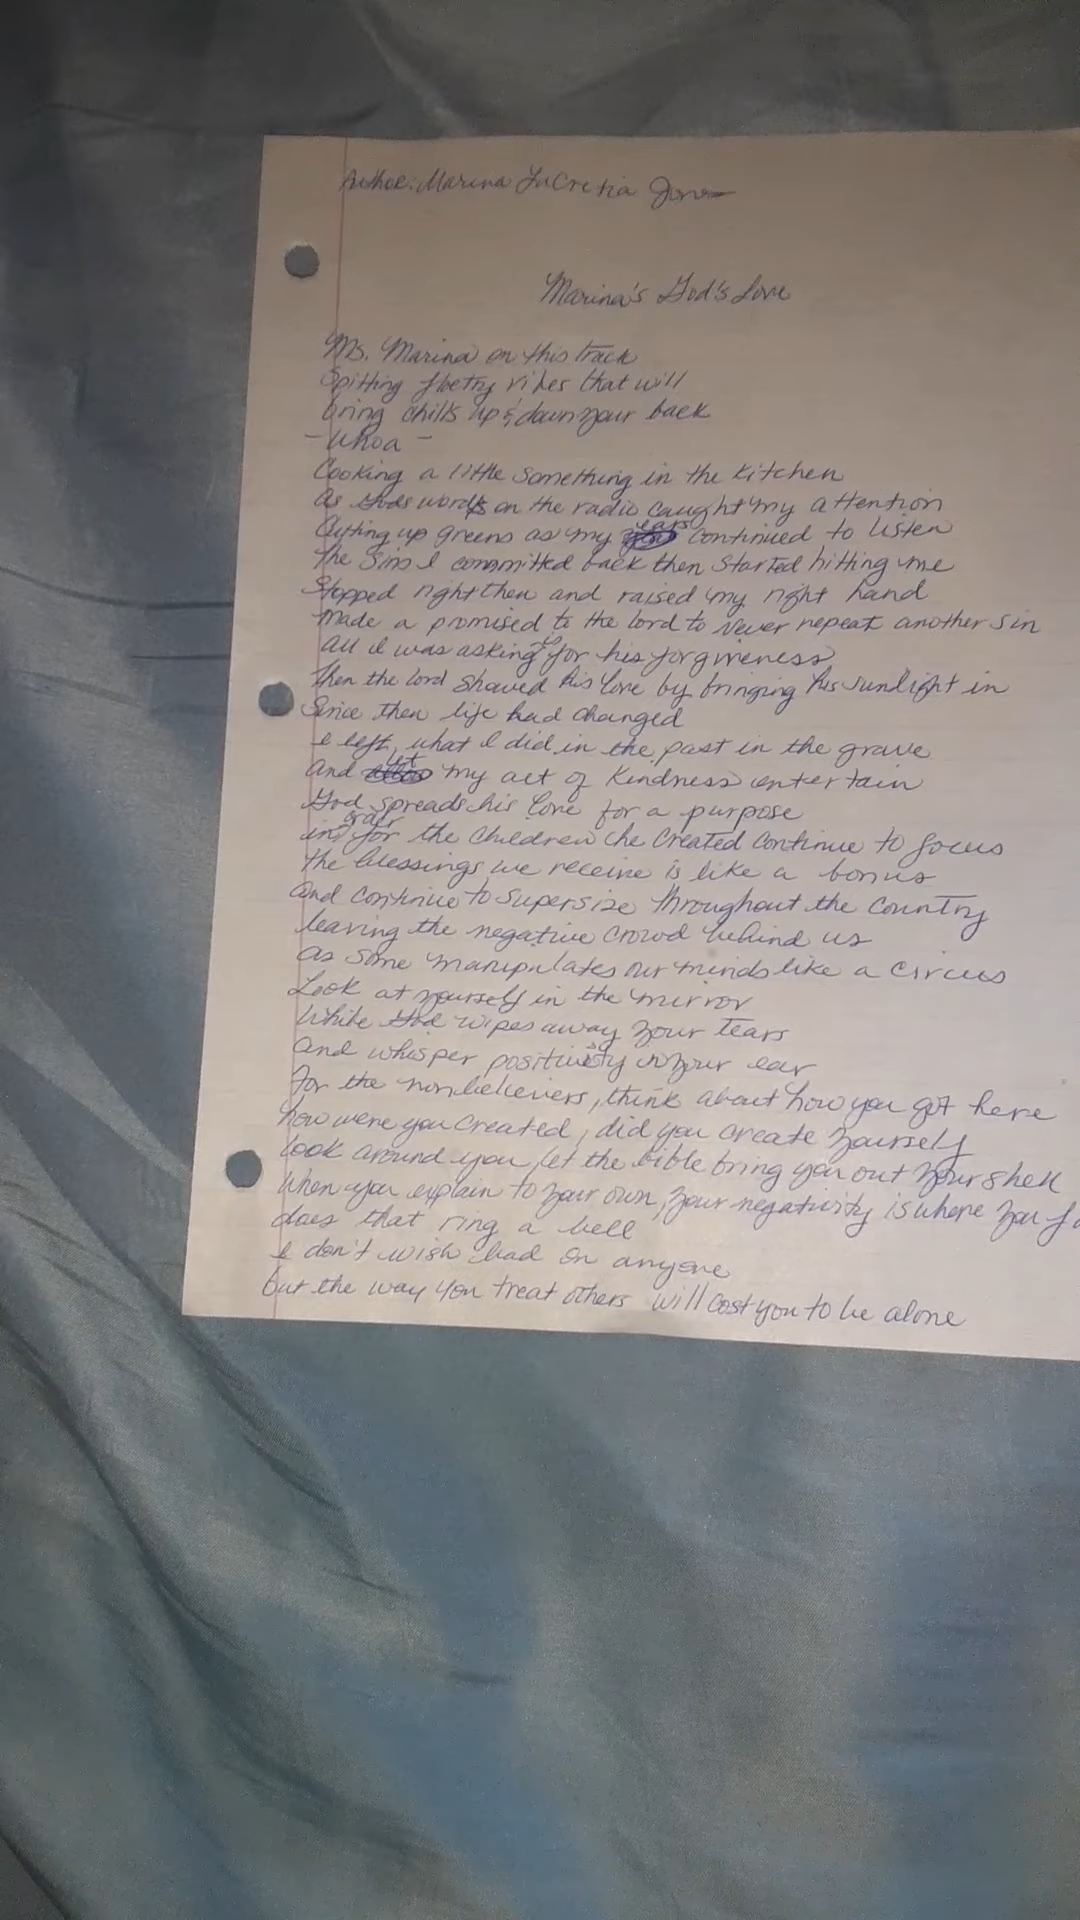 Author: Marina LuCretia Jones
Marina's God's Love
Ms. Marina on this track
Spitting floetry vibes that will
bring chills up & down your back
- Whoa -
Cooking a little something in the kitchen
As Gods words on the radio caught my attention
Cutting up greens as my ears continued to listen
The sins I committed back then started hitting me
Stopped right then and raised my right hand
Made a promised to the lord to never repeat another sin
All I was asking is for his forgiveness
Then the lord shaved his love by bringing his sunlight in
Since then life had changed
I left, what I did in the past in the grave
And let my act of kindness entertain
God spreads his love for a purpose
in order for the children he created continue to focus
The blessings we receive is like a bonus
And continue to supersize throughout the country
leaving the negative crowd behind us
As some manipulates our minds like a circus
Look at yourself in the mirror
While God wipes away your tears
And whisper positivity in your ear
For the nonbelievers, think about how you got here
how were you created, did you create yourself
look around you, let the bible bring you out your shell
When you explain to your own, your negativity is where you
does that ring a bell
I don't wish bad on anyone
but the way you treat others will cost you to be alone